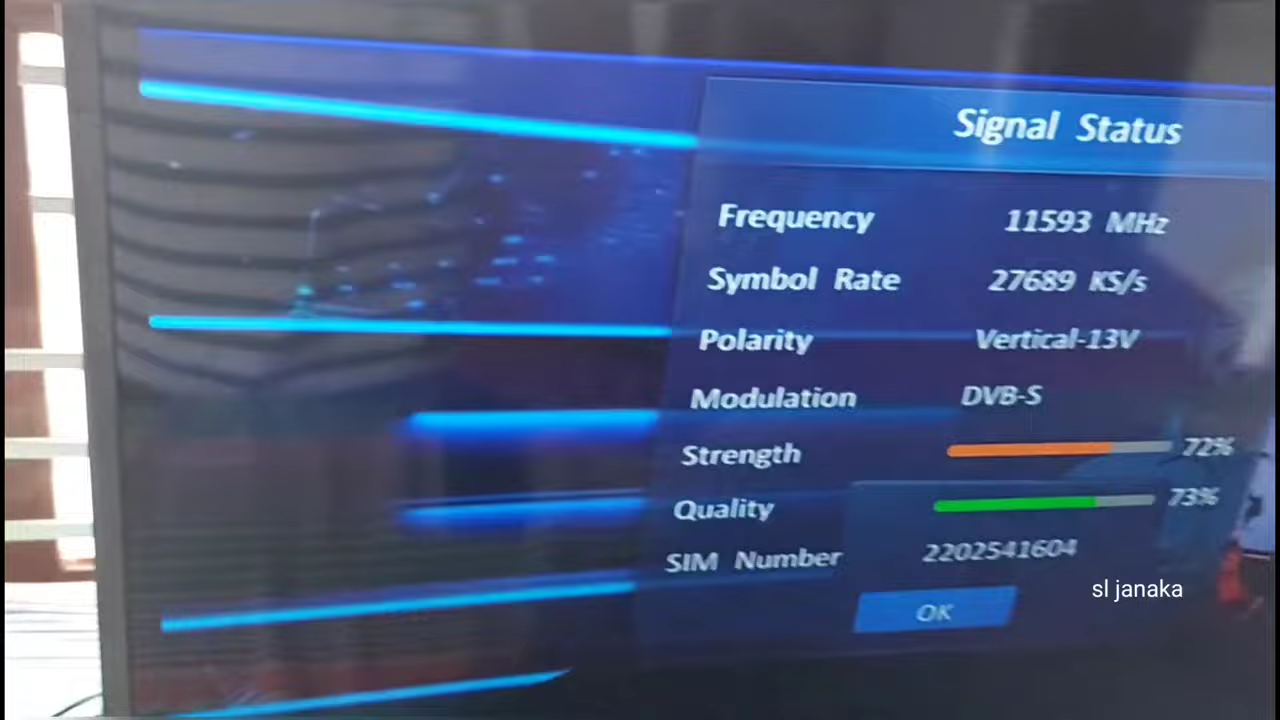 Signal Status
Frequency 11593 MHz
Symbol Rate 27689 KS/s
Polarity Vertical-13V
Modulation DVB-S
Strength 72%
Quality 73%
SIM Number 2202541604
OK
sl janaka